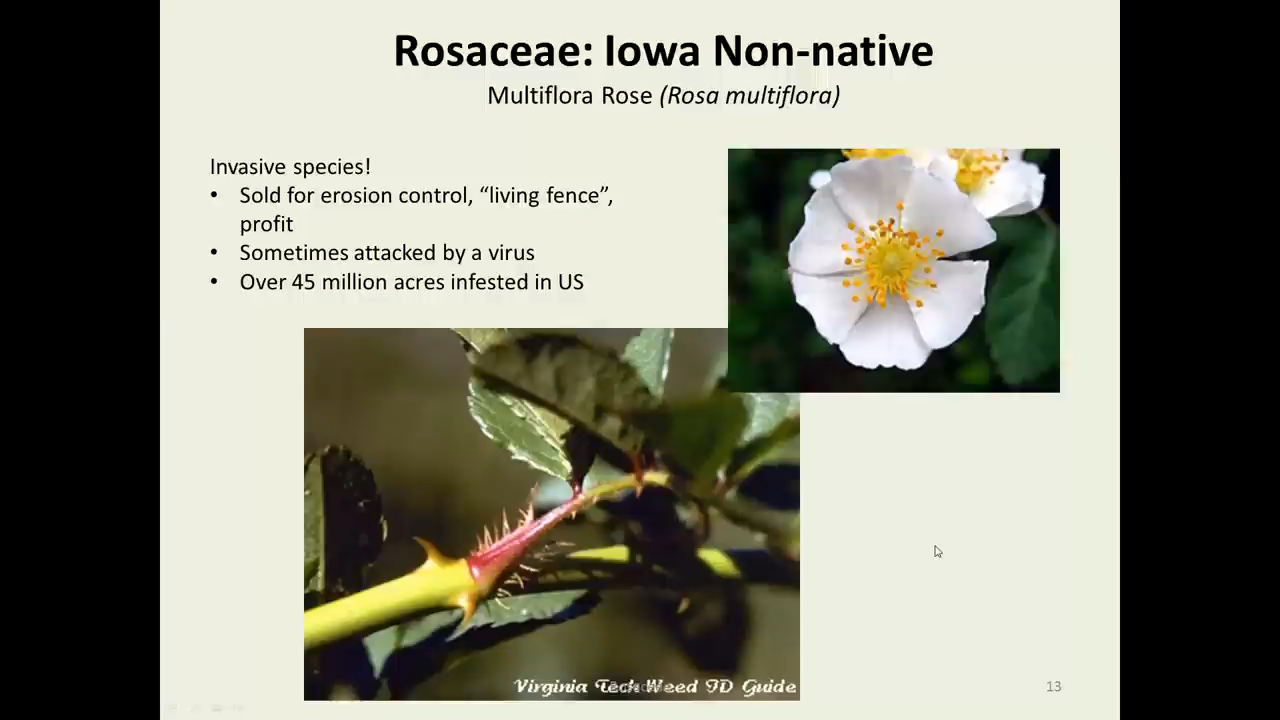 Rosaceae: Iowa Non-native
Multiflora Rose (Rosa multiflora)
Invasive species!
• Sold for erosion control, “living fence”,
profit
• Sometimes attacked by a virus
• Over 45 million acres infested in US
Virginia Tech Weed ID Guide
13